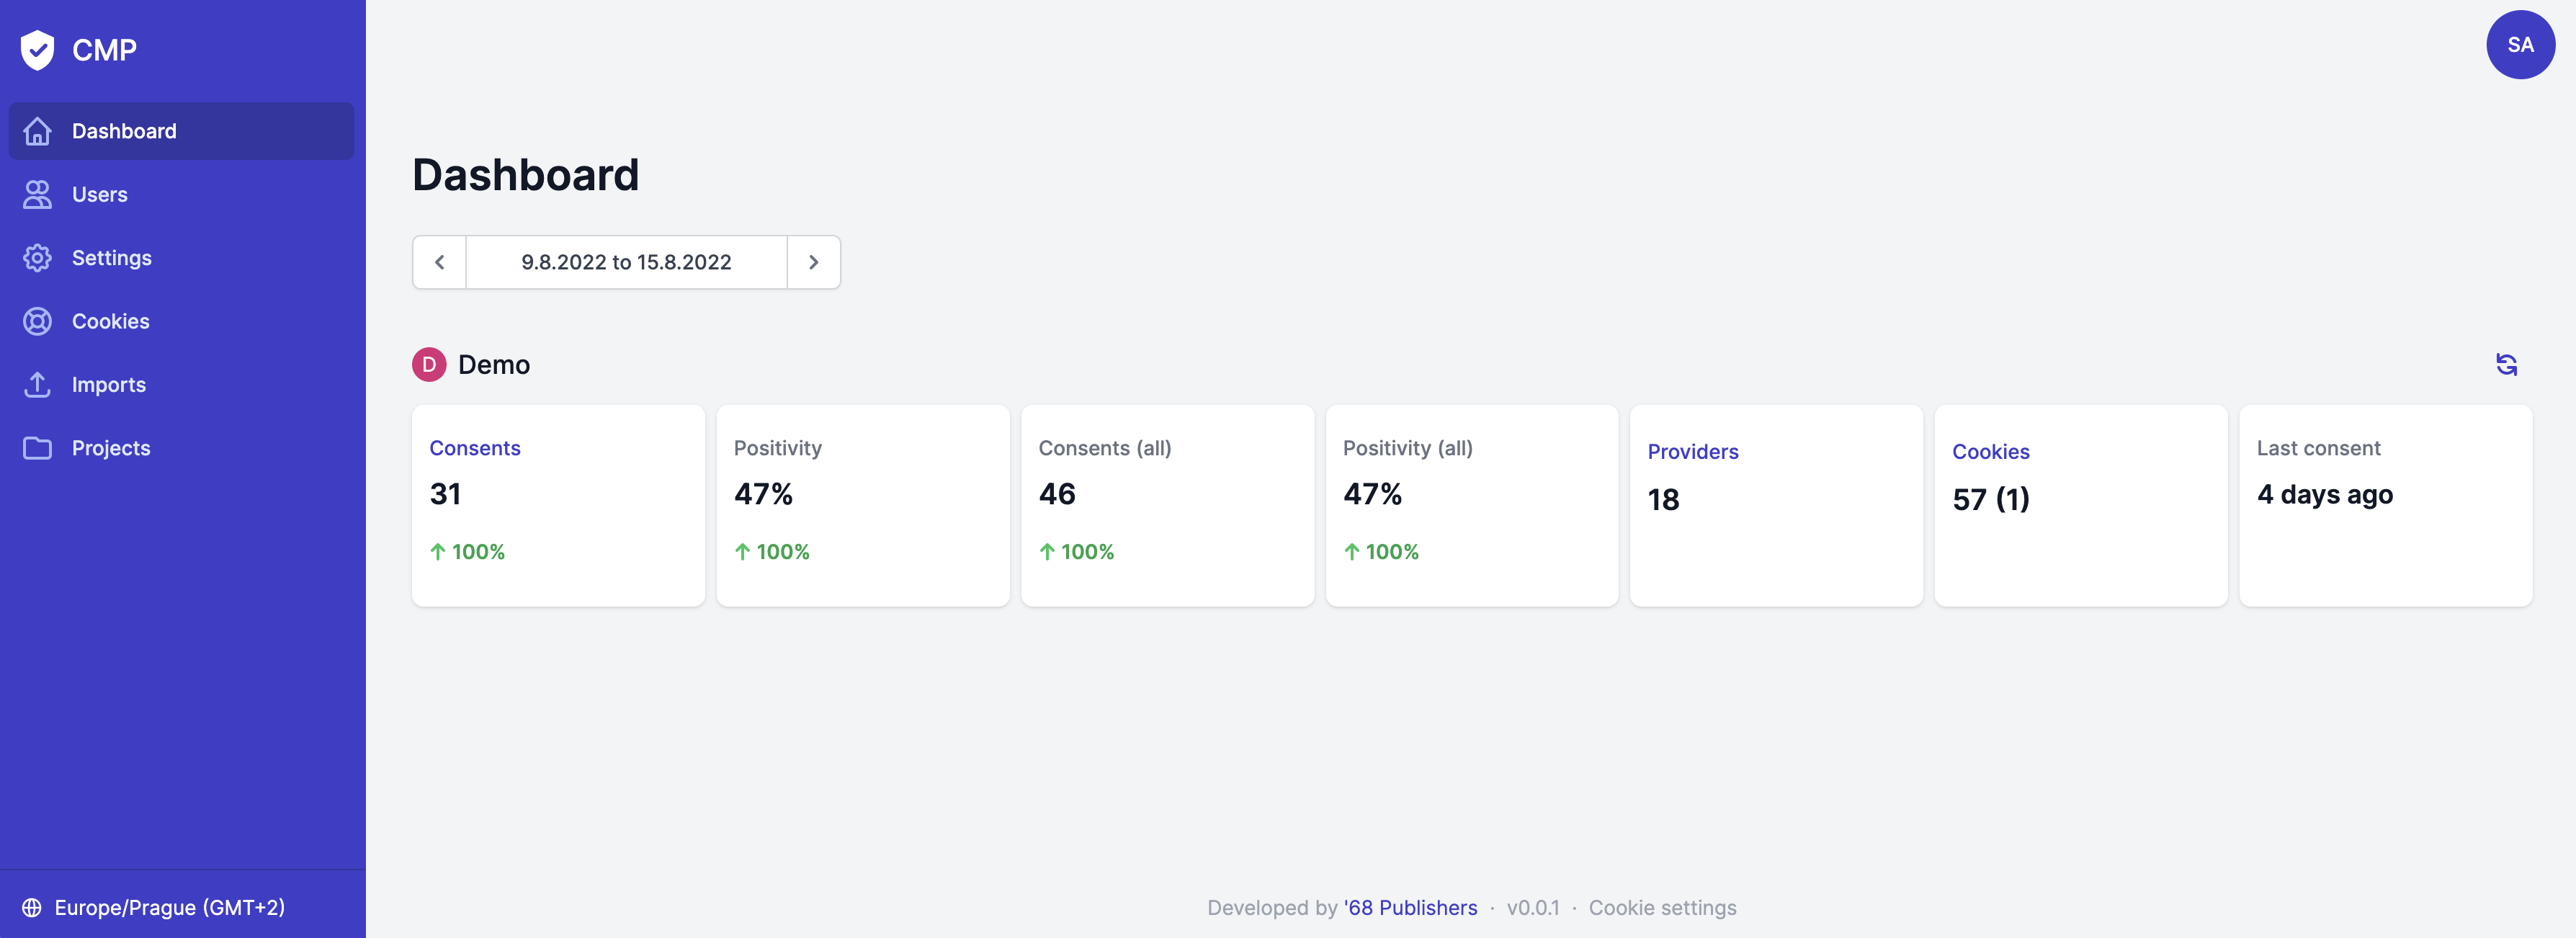 CMP
SA
Dashboard
Users
Settings
Cookies
Imports
Projects
Europe/Prague (GMT+2)
Dashboard
9.8.2022 to 15.8.2022
D Demo
Consents
31
100%
Positivity
47%
100%
Consents (all)
46
100%
Positivity (all)
47%
100%
Providers
18
Cookies
57 (1)
Last consent
4 days ago
Developed by '68 Publishers · v0.0.1 · Cookie settings